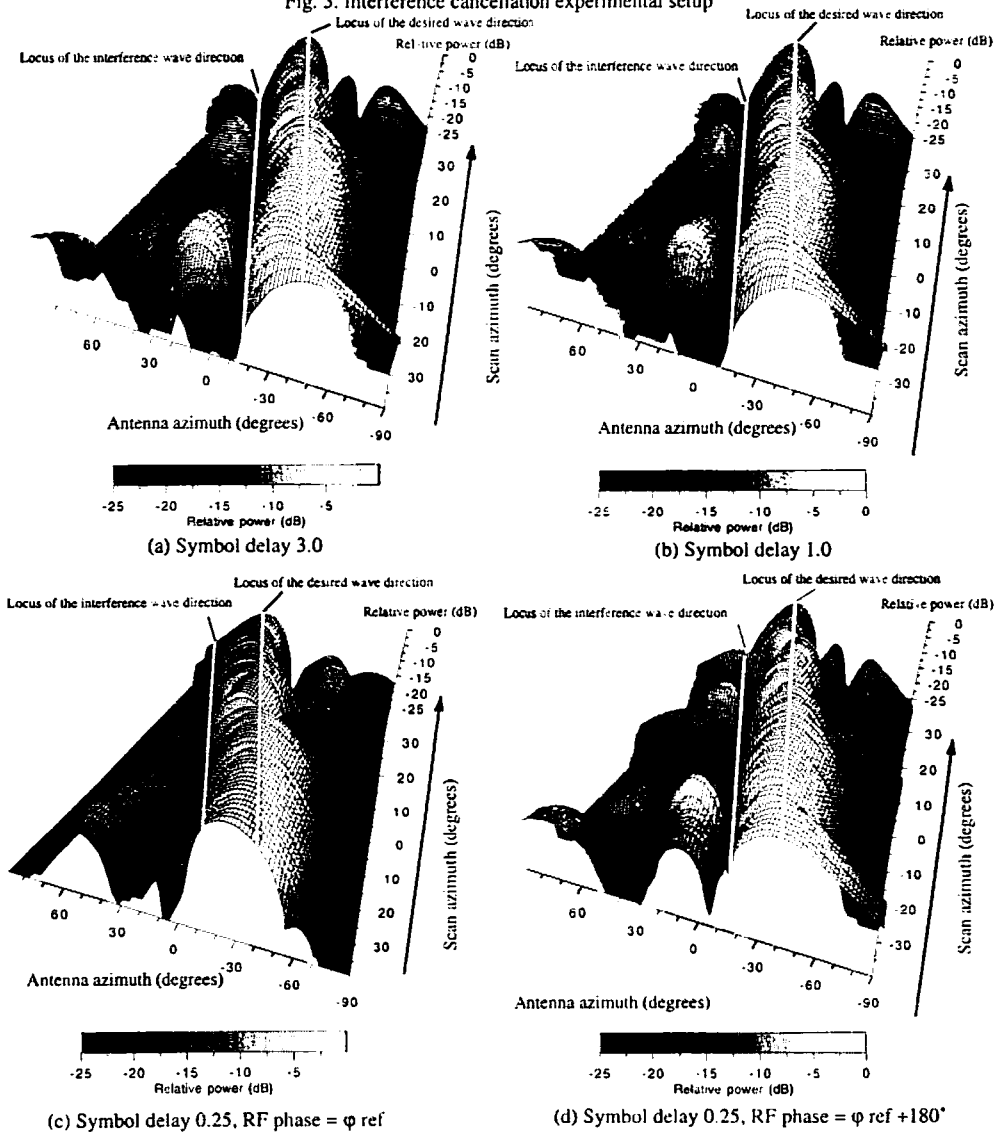 Fig. 5. Interference cancellation experimental setup
Locus of the desired wave direction
Relative power (dB)
Locus of the interference wave direction
0
-5
-10
-15
-20
-25
30
20
10
0
-10
20
30
Scan azimuth (degrees)
60
30
0
-30
-60
-90
Antenna azimuth (degrees)
-25 -20 -15 -10 -5
Relative power (dB)
(a) Symbol delay 3.0
Locus of the desired wave direction
Relative power (dB)
Locus of the interference wave direction
0
-5
-10
-15
-20
-25
30
20
10
0
-10
-20
-30
Scan azimuth (degrees)
60
30
0
-30
-60
-90
Antenna azimuth (degrees)
-25 -20 -15 -10 -5 0
Relative power (dB)
(b) Symbol delay 1.0
Locus of the desired wave direction
Locus of the interference wave direction
Relative power (dB)
0
-5
-10
-15
-20
-25
30
20
10
0
10
20
30
Scan azimuth (degrees)
60
30
0
-30
-60
-90
Antenna azimuth (degrees)
-25 -20 -15 -10 -5
Relative power (dB)
(c) Symbol delay 0.25, RF phase = φ ref
Locus of the desired wave direction
Locus of the interference wave direction
Relative power (dB)
0
-5
-10
-15
-20
-25
30
20
10
0
-10
-20
-30
Scan azimuth (degrees)
60
30
0
-30
-60
-90
Antenna azimuth (degrees)
-25 -20 -15 -10 -5 0
Relative power (dB)
(d) Symbol delay 0.25, RF phase = φ ref +180°